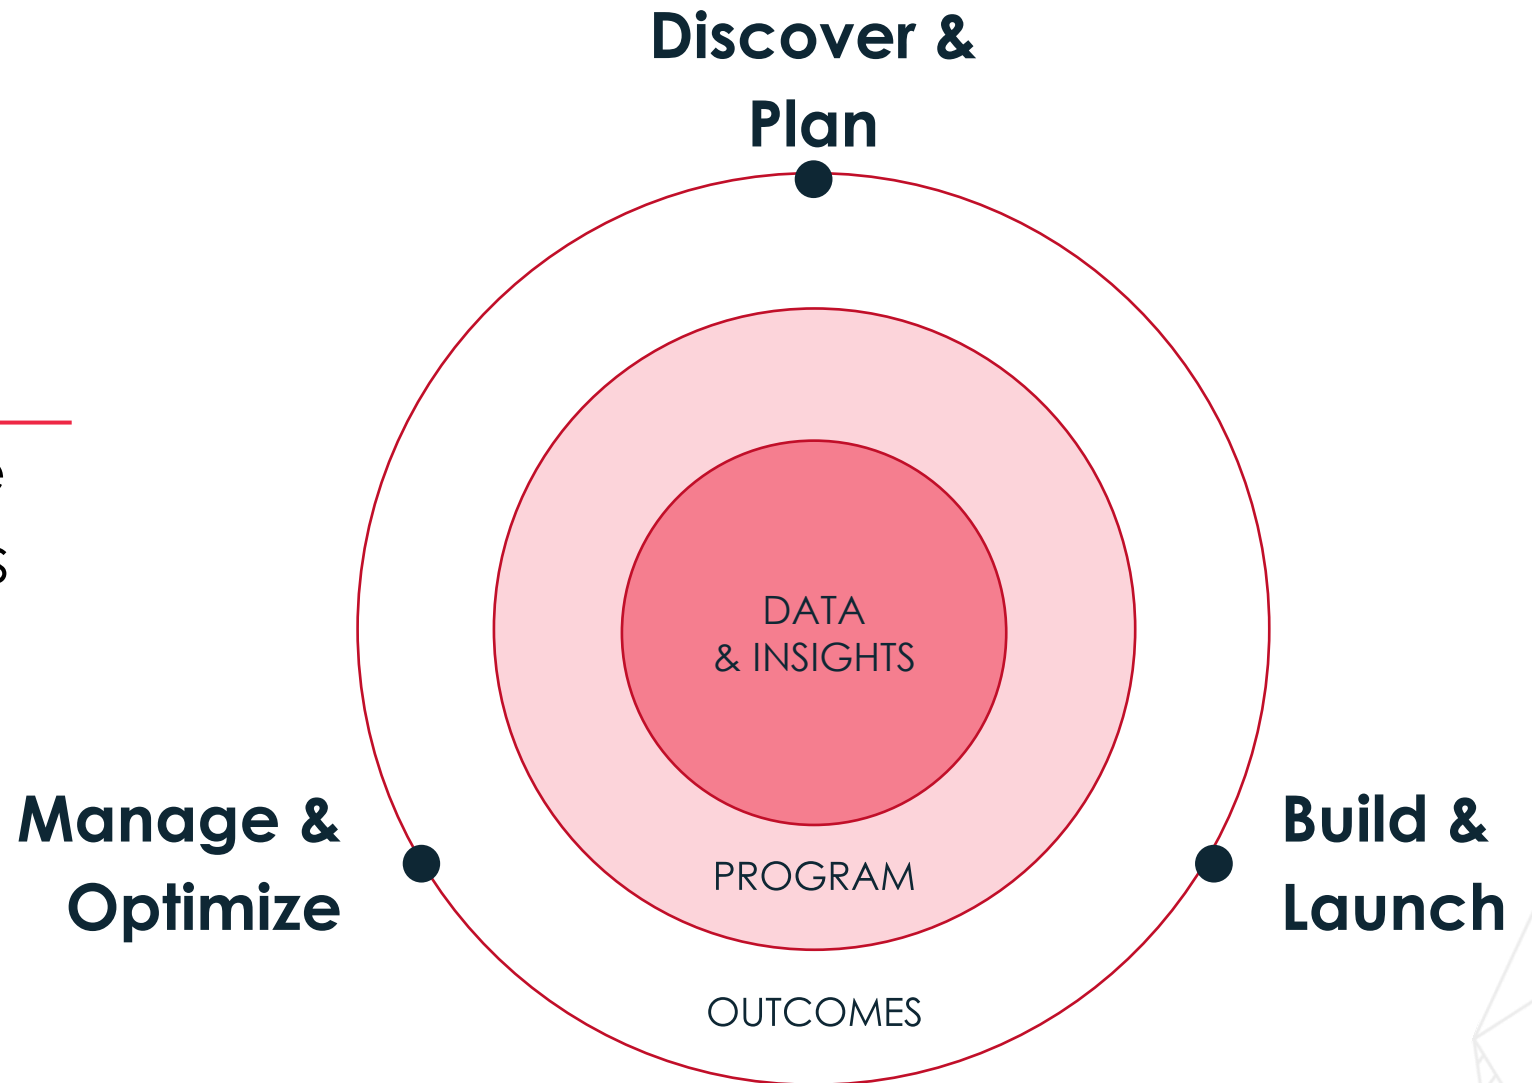 Discover &
Plan
DATA
& INSIGHTS
Manage &
Optimize
Build &
Launch
PROGRAM
OUTCOMES